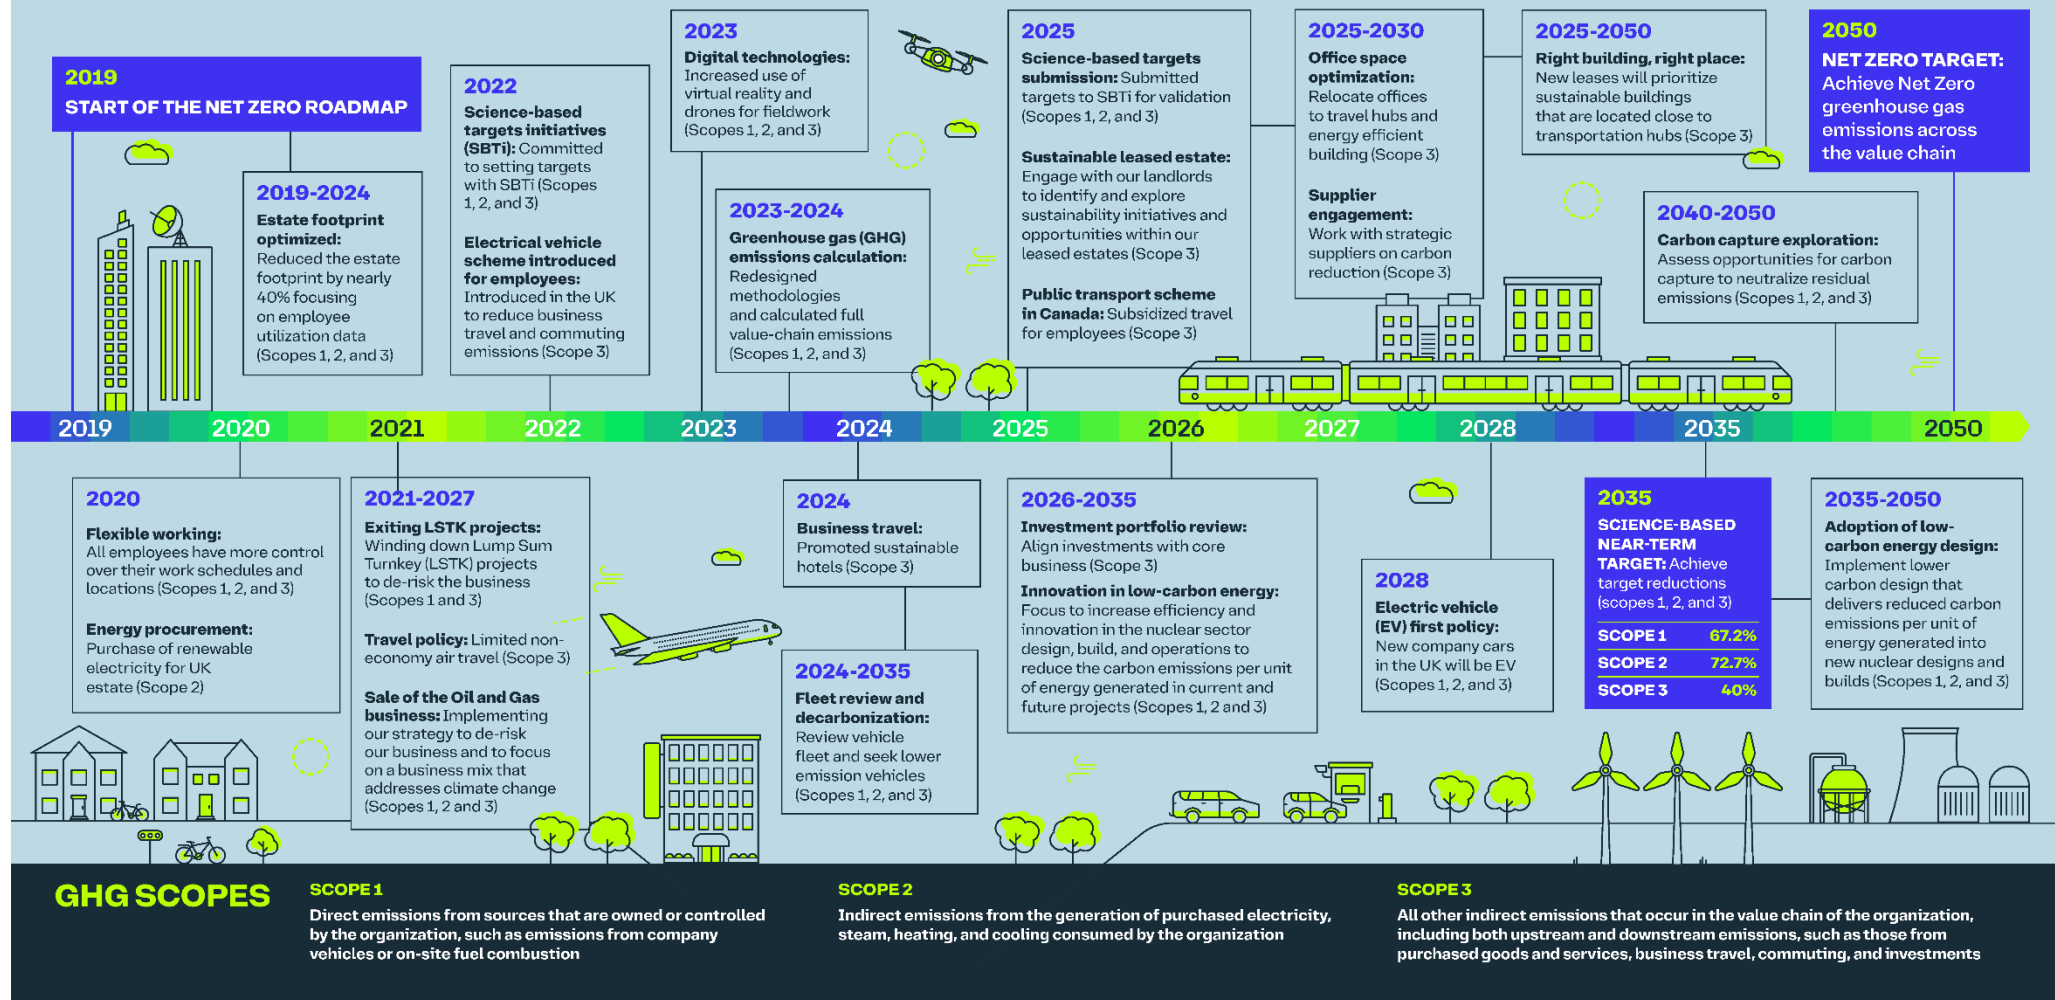 2019
START OF THE NET ZERO ROADMAP
2019-2024
Estate footprint
optimized:
Reduced the estate
footprint by nearly
40% focusing
on employee
utilization data
(Scopes 1, 2, and 3)
2022
Science-based
targets initiatives
(SBTi): Committed
to setting targets
with SBTi (Scopes
1, 2, and 3)
Electrical vehicle
scheme introduced
for employees:
Introduced in the UK
to reduce business
travel and commuting
emissions (Scope 3)
2023
Digital technologies:
Increased use of
virtual reality and
drones for fieldwork
(Scopes 1, 2, and 3)
2023-2024
Greenhouse gas (GHG)
emissions calculation:
Redesigned
methodologies
and calculated full
value-chain emissions
(Scopes 1, 2, and 3)
2025
Science-based targets
submission: Submitted
targets to SBTi for validation
(Scopes 1, 2, and 3)
Sustainable leased estate:
Engage with our landlords
to identify and explore
sustainability initiatives and
opportunities within our
leased estates (Scope 3)
Public transport scheme
in Canada: Subsidized travel
for employees (Scope 3)
2025-2030
Office space
optimization:
Relocate offices
to travel hubs and
energy efficient
building (Scope 3)
Supplier
engagement:
Work with strategic
suppliers on carbon
reduction (Scope 3)
2025-2050
Right building, right place:
New leases will prioritize
sustainable buildings
that are located close to
transportation hubs (Scope 3)
2040-2050
Carbon capture exploration:
Assess opportunities for carbon
capture to neutralize residual
emissions (Scopes 1, 2, and 3)
2050
NET ZERO TARGET:
Achieve Net Zero
greenhouse gas
emissions across
the value chain
2019 2020 2021 2022 2023 2024 2025 2026 2027 2028 2035 2050
2020
Flexible working:
All employees have more control
over their work schedules and
locations (Scopes 1, 2, and 3)
Energy procurement:
Purchase of renewable
electricity for UK
estate (Scope 2)
2021-2027
Exiting LSTK projects:
Winding down Lump Sum
Turnkey (LSTK) projects
to de-risk the business
(Scopes 1 and 3)
Travel policy: Limited non-
economy air travel (Scope 3)
Sale of the Oil and Gas
business: Implementing
our strategy to de-risk
our business and to focus
on a business mix that
addresses climate change
(Scopes 1, 2 and 3)
2024
Business travel:
Promoted sustainable
hotels (Scope 3)
2024-2035
Fleet review and
decarbonization:
Review vehicle
fleet and seek lower
emission vehicles
(Scopes 1, 2, and 3)
2026-2035
Investment portfolio review:
Align investments with core
business (Scope 3)
Innovation in low-carbon energy:
Focus to increase efficiency and
innovation in the nuclear sector
design, build, and operations to
reduce the carbon emissions per unit
of energy generated in current and
future projects (Scopes 1, 2 and 3)
2028
Electric vehicle
(EV) first policy:
New company cars
in the UK will be EV
(Scopes 1, 2, and 3)
2035
SCIENCE-BASED
NEAR-TERM
TARGET: Achieve
target reductions
(scopes 1, 2, and 3)
SCOPE 1 67.2%
SCOPE 2 72.7%
SCOPE 3 40%
2035-2050
Adoption of low-
carbon energy design:
Implement lower
carbon design that
delivers reduced carbon
emissions per unit of
energy generated into
new nuclear designs and
builds (Scopes 1, 2, and 3)
GHG SCOPES
SCOPE 1
Direct emissions from sources that are owned or controlled
by the organization, such as emissions from company
vehicles or on-site fuel combustion
SCOPE 2
Indirect emissions from the generation of purchased electricity,
steam, heating, and cooling consumed by the organization
SCOPE 3
All other indirect emissions that occur in the value chain of the organization,
including both upstream and downstream emissions, such as those from
purchased goods and services, business travel, commuting, and investments